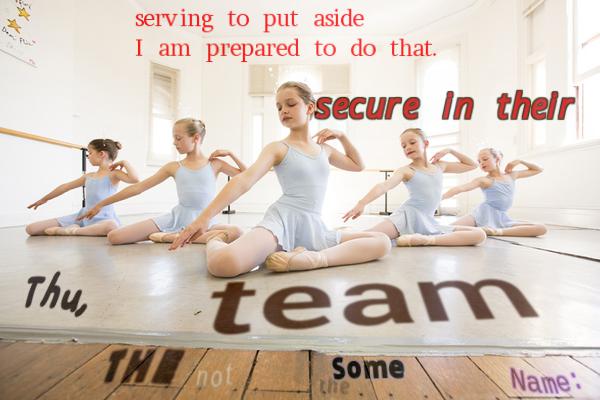 serving to put aside
I am prepared to do that.
secure in their
Thu,
team
THE not the Some Name: